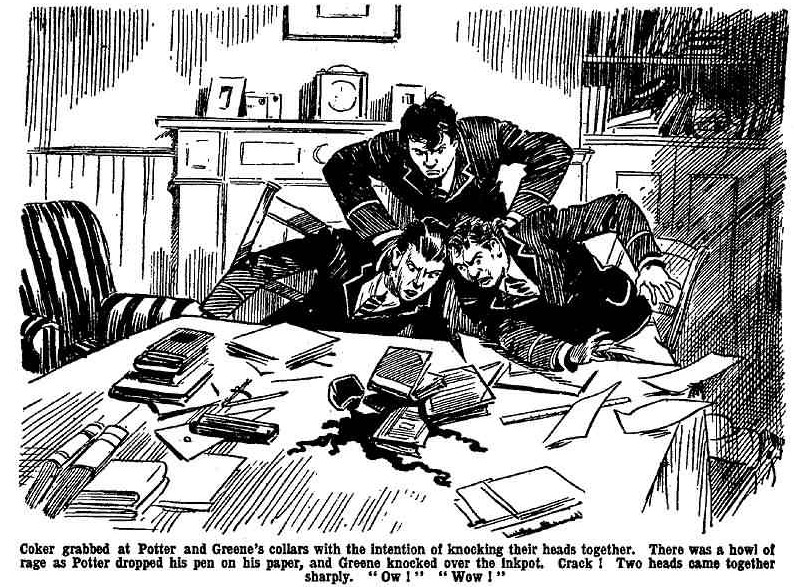 Coker grabbed at Potter and Greene's collars with the intention of knocking their heads together. There was a howl of
rage as Potter dropped his pen on his paper, and Greene knocked over the inkpot. Crack! Two heads came together
sharply. "Ow!" "Wow!"